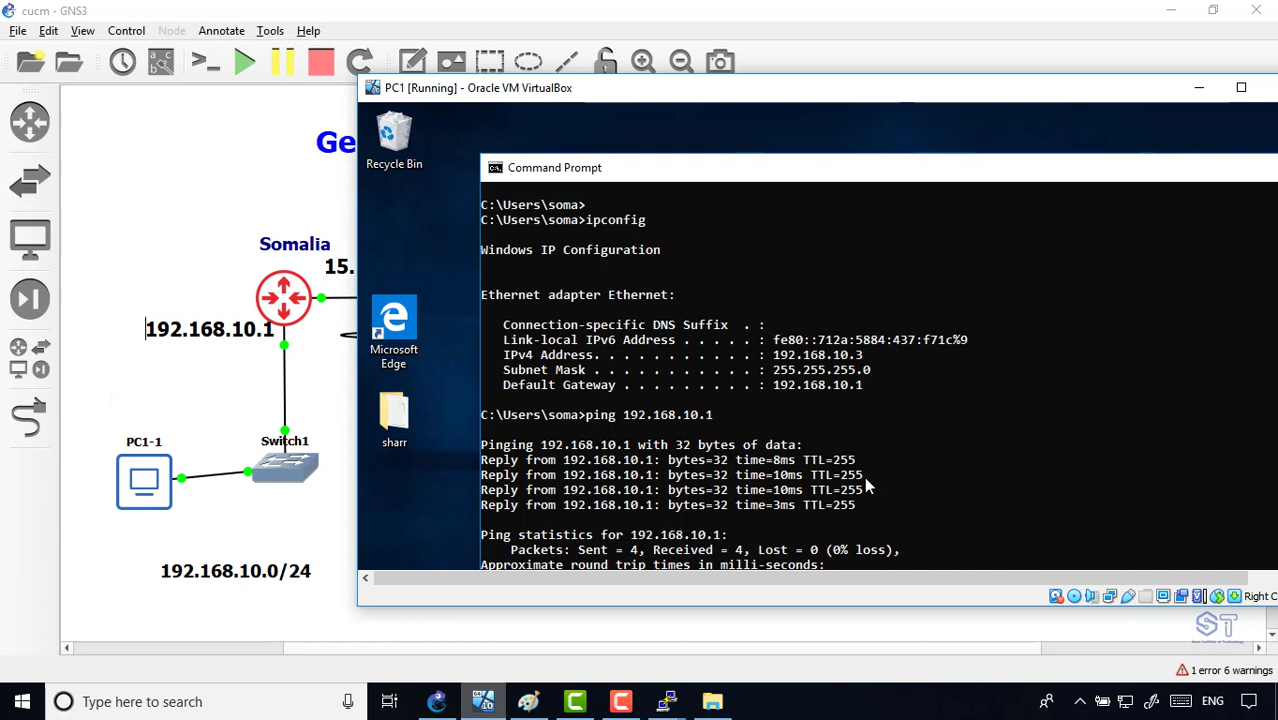 cucm - GNS3
File Edit View Control Node Annotate Tools Help
PC1 [Running] - Oracle VM VirtualBox
Ge
Somalia
15.
192.168.10.1
PC1-1
Switch1
192.168.10.0/24
Recycle Bin
Microsoft
Edge
sharr
Command Prompt
C:\Users\soma>
C:\Users\soma>ipconfig
Windows IP Configuration
Ethernet adapter Ethernet:
Connection-specific DNS Suffix . :
Link-local IPv6 Address . . . . . : fe80::712a:5884:437:f71c%9
IPv4 Address. . . . . . . . . . . : 192.168.10.3
Subnet Mask . . . . . . . . . . . : 255.255.255.0
Default Gateway . . . . . . . . . : 192.168.10.1
C:\Users\soma>ping 192.168.10.1
Pinging 192.168.10.1 with 32 bytes of data:
Reply from 192.168.10.1: bytes=32 time=8ms TTL=255
Reply from 192.168.10.1: bytes=32 time=10ms TTL=255
Reply from 192.168.10.1: bytes=32 time=10ms TTL=255
Reply from 192.168.10.1: bytes=32 time=3ms TTL=255
Ping statistics for 192.168.10.1:
Packets: Sent = 4, Received = 4, Lost = 0 (0% loss),
Approximate round trip times in milli-seconds:
Right C
ST
1 error 6 warnings
Type here to search
ENG